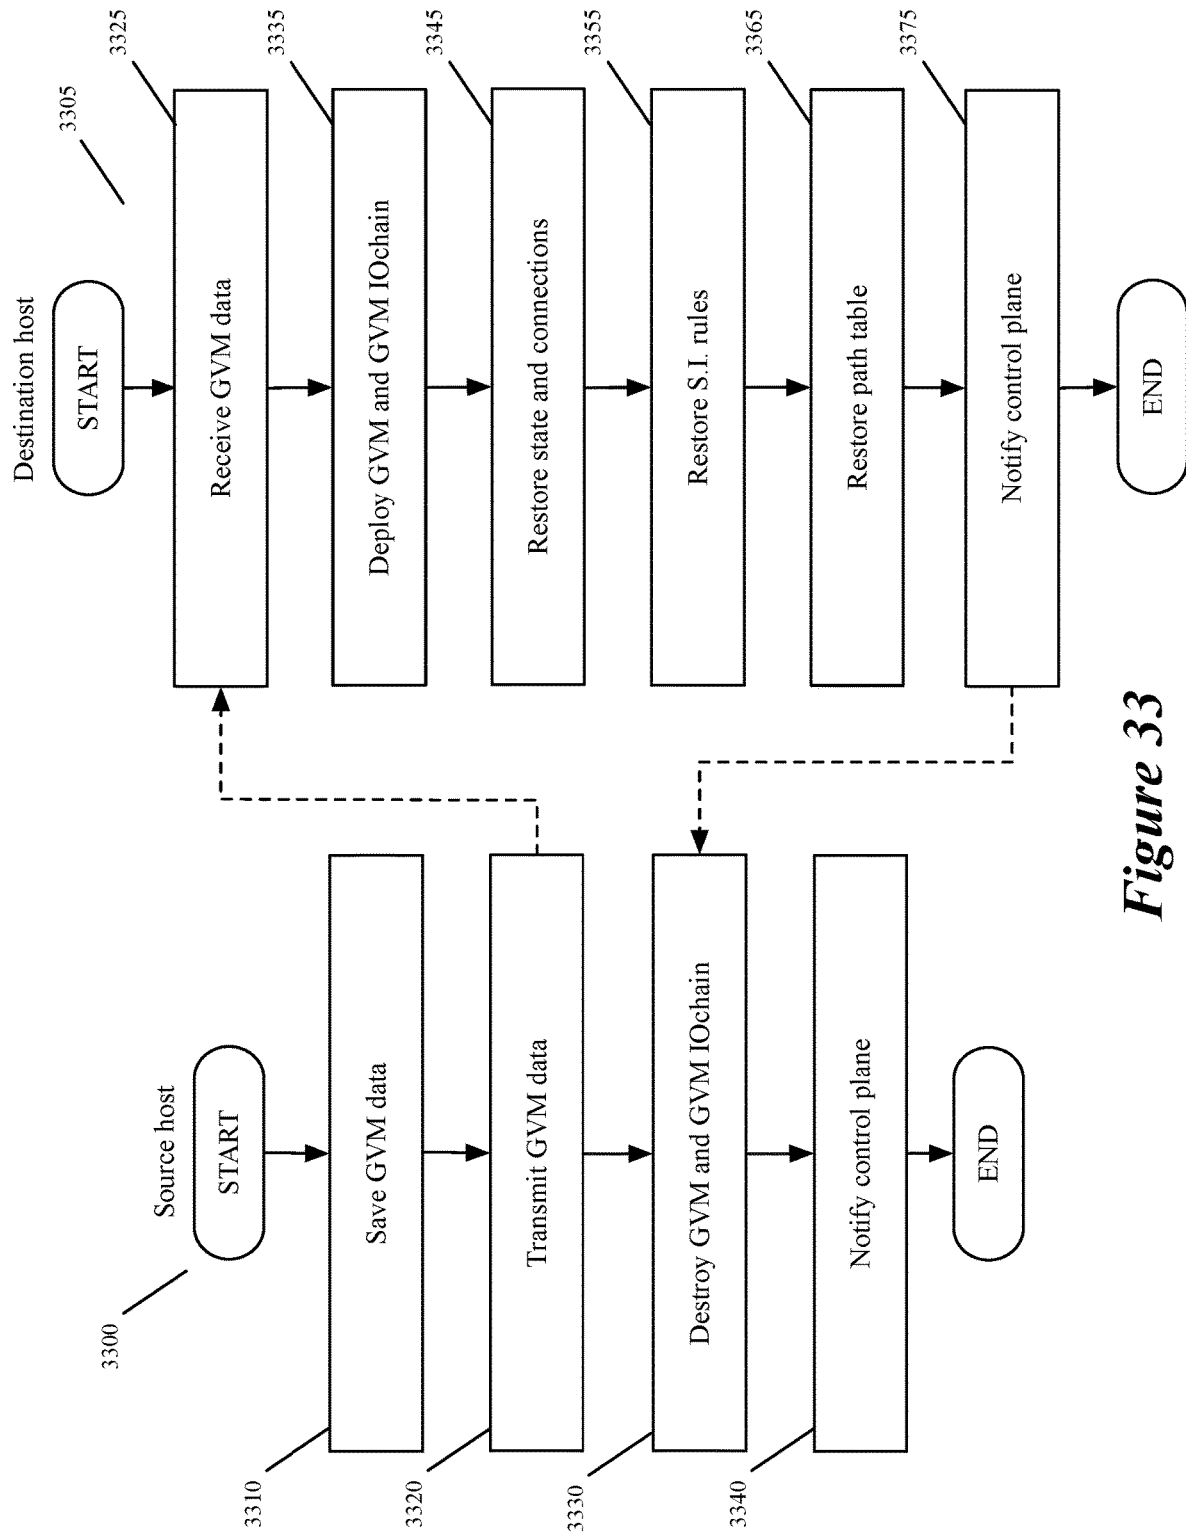 Source host
3300
START
3310
Save GVM data
3320
Transmit GVM data
3330
Destroy GVM and GVM IOchain
3340
Notify control plane
END
Destination host
3305
START
3325
Receive GVM data
3335
Deploy GVM and GVM IOchain
3345
Restore state and connections
3355
Restore S.I. rules
3365
Restore path table
3375
Notify control plane
END
Figure 33